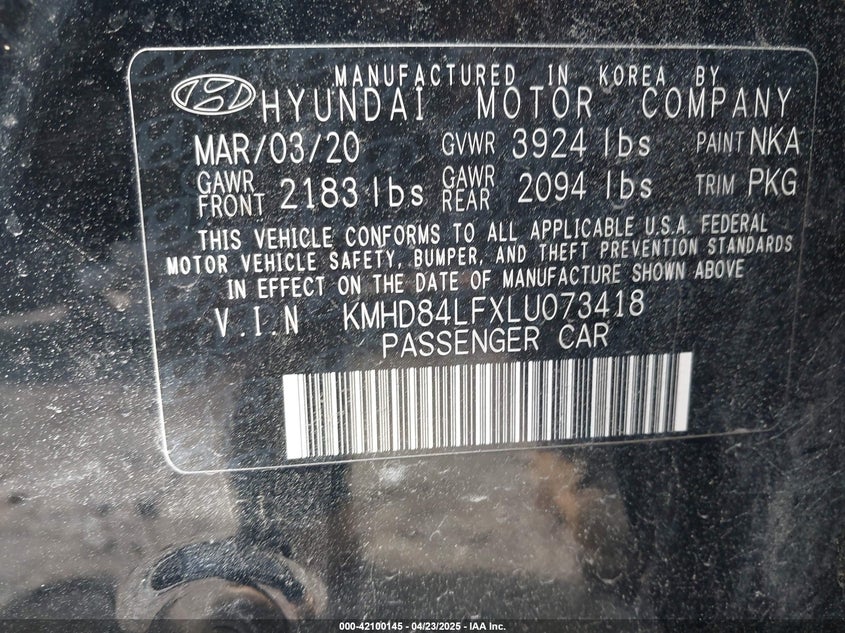 MANUFACTURED IN KOREA BY
HYUNDAI MOTOR COMPANY
MAR/03/20 GVWR 3924 lbs PAINT NKA
GAWR FRONT 2183 lbs GAWR REAR 2094 lbs TRIM PKG
THIS VEHICLE CONFORMS TO ALL APPLICABLE U.S.A. FEDERAL
MOTOR VEHICLE SAFETY, BUMPER, AND THEFT PREVENTION STANDARDS
IN EFFECT ON THE DATE OF MANUFACTURE SHOWN ABOVE
V.I.N KMHD84LFXLU073418
PASSENGER CAR
000-42100145 - 04/23/2025 - IAA Inc.